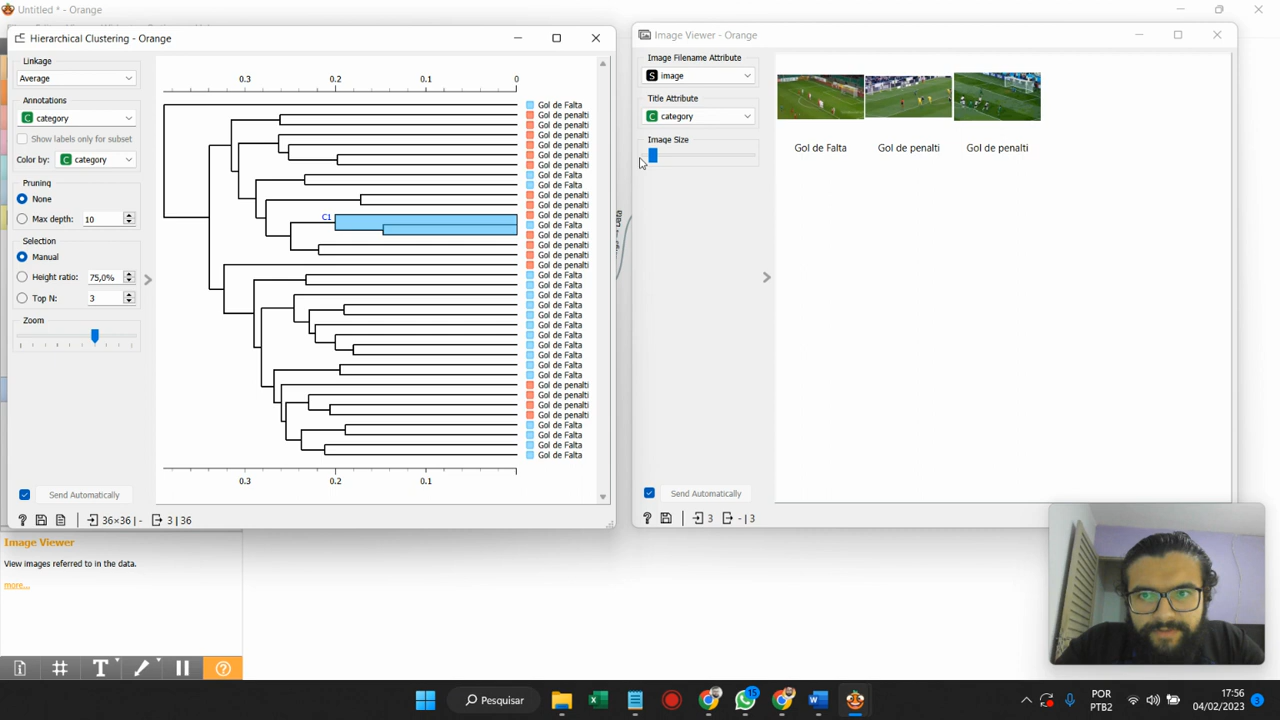 Untitled * - Orange
Hierarchical Clustering - Orange
Linkage
Average
Annotations
category
Show labels only for subset
Color by: category
Pruning
None
Max depth: 10
Selection
Manual
Height ratio: 75,0%
Top N: 3
Zoom
Send Automatically
36×36 | - 3 | 36
0.3 0.2 0.1 0
C1
Gol de Falta
Gol de penalti
Gol de penalti
Gol de penalti
Gol de penalti
Gol de penalti
Gol de penalti
Gol de Falta
Gol de Falta
Gol de penalti
Gol de penalti
Gol de penalti
Gol de Falta
Gol de penalti
Gol de penalti
Gol de penalti
Gol de penalti
Gol de Falta
Gol de Falta
Gol de Falta
Gol de Falta
Gol de Falta
Gol de Falta
Gol de Falta
Gol de Falta
Gol de Falta
Gol de Falta
Gol de Falta
Gol de penalti
Gol de penalti
Gol de penalti
Gol de penalti
Gol de Falta
Gol de Falta
Gol de Falta
Gol de Falta
0.3 0.2 0.1 0
Data
Image Viewer - Orange
Image Filename Attribute
S image
Title Attribute
C category
Image Size
Send Automatically
3 - | 3
Gol de Falta Gol de penalti Gol de penalti
Image Viewer
View images referred to in the data.
more...
Pesquisar
15
POR
PTB2
17:56
04/02/2023
3